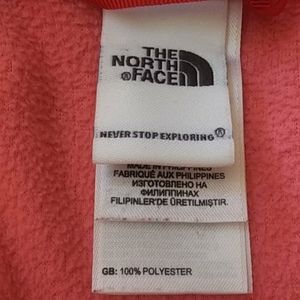 THE
NORTH
®FACE
NEVER STOP EXPLORING®
MADE IN PHILIPPINES
FABRIQUÉ AUX PHILIPPINES
ИЗГОТОВЛЕНО НА
ФИЛИППИНАХ
FILIPINLER'DE ÜRETILMIŞTIR.
GB: 100% POLYESTER